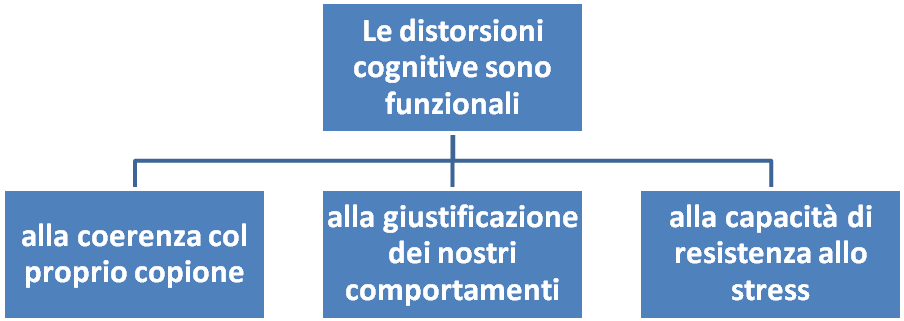 Le distorsioni
cognitive sono
funzionali
alla coerenza col
proprio copione
alla giustificazione
dei nostri
comportamenti
alla capacità di
resistenza allo
stress